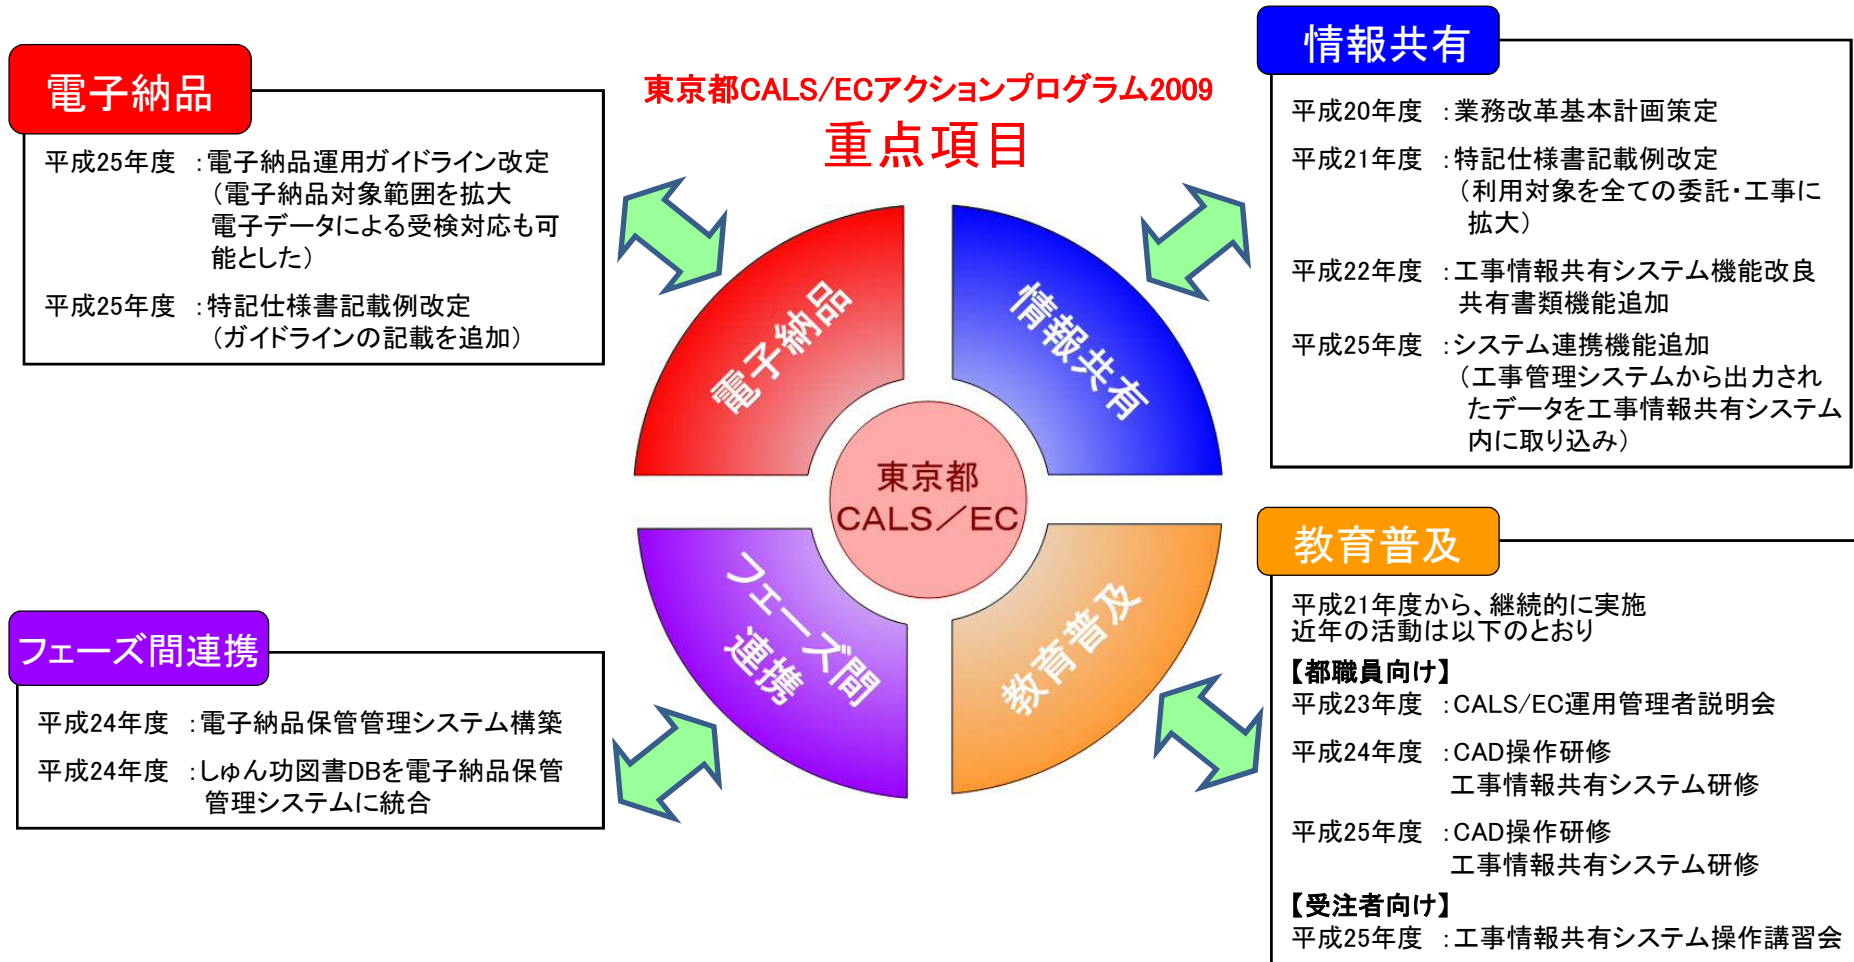 東京都CALS/ECアクションプログラム2009
重点項目
電子納品
平成25年度 :電子納品運用ガイドライン改定
(電子納品対象範囲を拡大
電子データによる受検対応も可
能とした)
平成25年度 :特記仕様書記載例改定
(ガイドラインの記載を追加)
情報共有
平成20年度 :業務改革基本計画策定
平成21年度 :特記仕様書記載例改定
(利用対象を全ての委託・工事に
拡大)
平成22年度 :工事情報共有システム機能改良
共有書類機能追加
平成25年度 :システム連携機能追加
(工事管理システムから出力され
たデータを工事情報共有システム
内に取り込み)
電子納品
情報共有
東京都
CALS/EC
フェーズ間
連携
教育普及
フェーズ間連携
平成24年度 :電子納品保管管理システム構築
平成24年度 :しゅん功図書DBを電子納品保管
管理システムに統合
教育普及
平成21年度から、継続的に実施
近年の活動は以下のとおり
【都職員向け】
平成23年度 :CALS/EC運用管理者説明会
平成24年度 :CAD操作研修
工事情報共有システム研修
平成25年度 :CAD操作研修
工事情報共有システム研修
【受注者向け】
平成25年度 :工事情報共有システム操作講習会